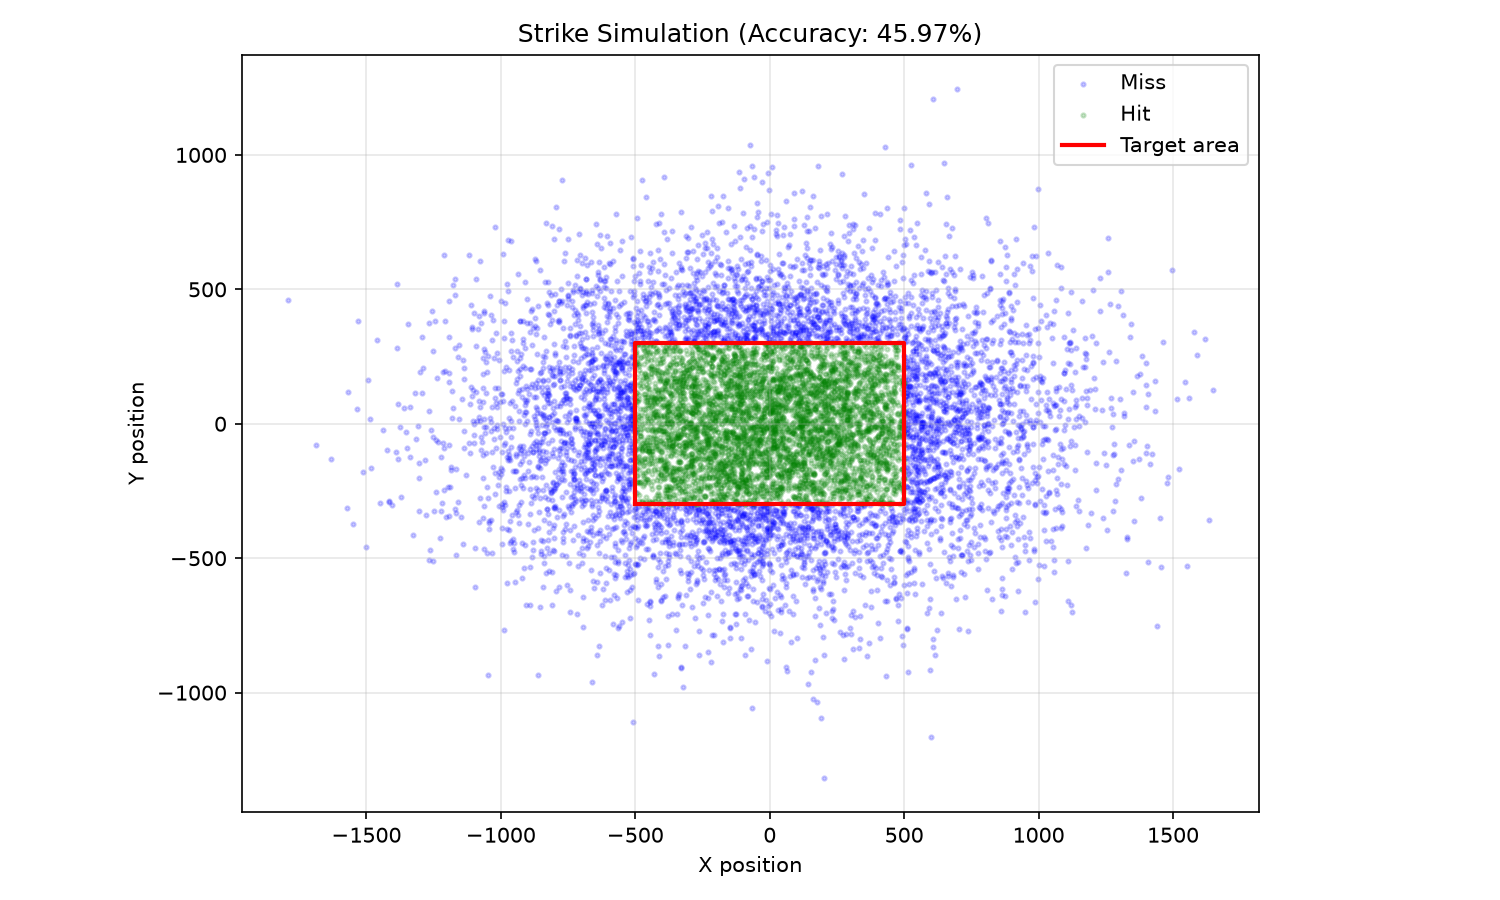 Strike Simulation (Accuracy: 45.97%)
Miss
Hit
Target area
1000
500
0
−500
−1000
Y position
−1500
−1000
−500
0
500
1000
1500
X position